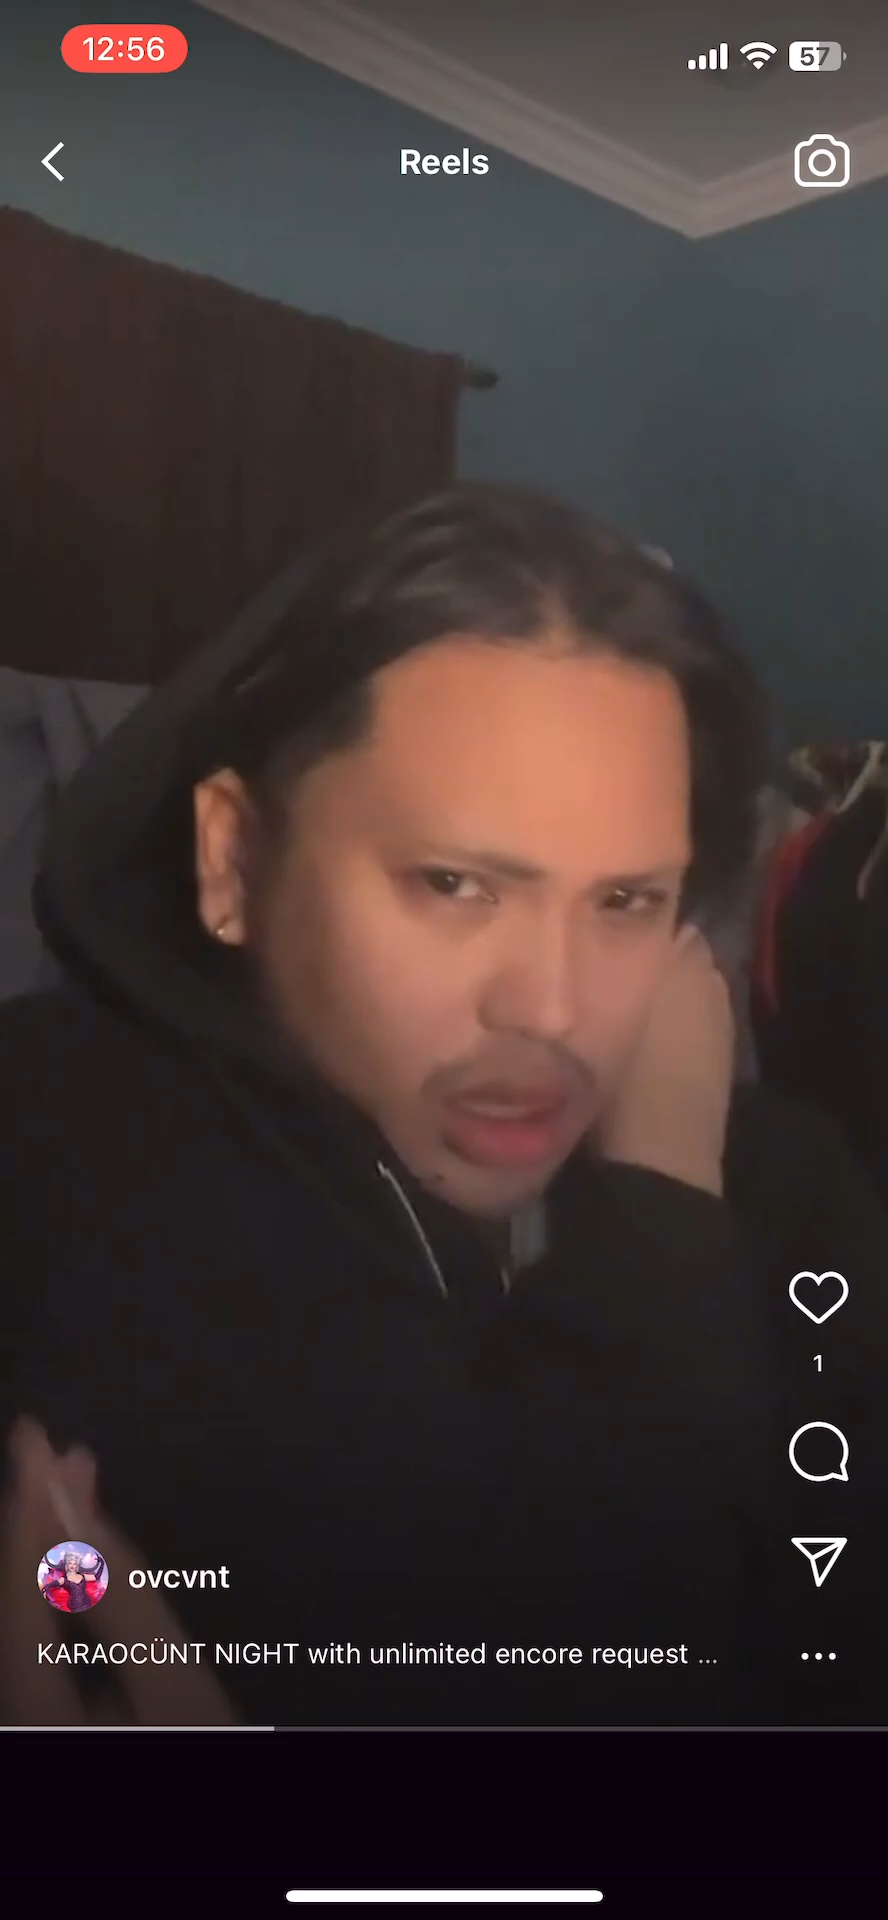 12:56
57
Reels
1
ovcvnt
KARAOCÜNT NIGHT with unlimited encore request ...